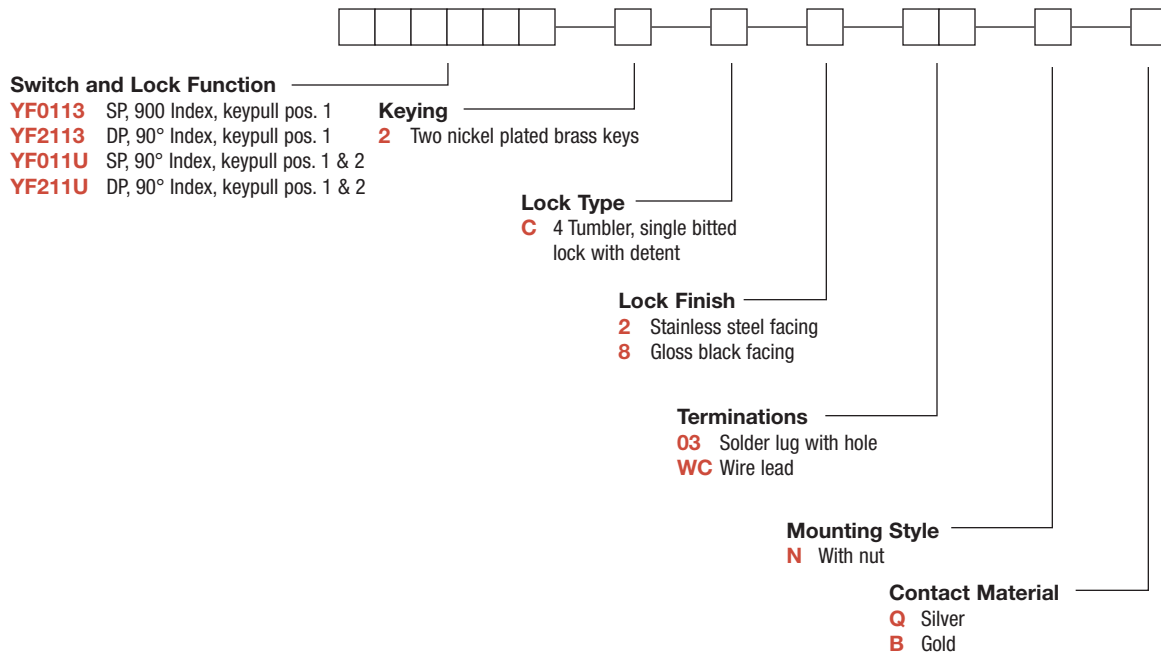 Switch and Lock Function
YF0113 SP, 900 Index, keypull pos. 1
YF2113 DP, 90° Index, keypull pos. 1
YF011U SP, 90° Index, keypull pos. 1 & 2
YF211U DP, 90° Index, keypull pos. 1 & 2
Keying
2 Two nickel plated brass keys
Lock Type
C 4 Tumbler, single bitted
lock with detent
Lock Finish
2 Stainless steel facing
8 Gloss black facing
Terminations
03 Solder lug with hole
WC Wire lead
Mounting Style
N With nut
Contact Material
Q Silver
B Gold